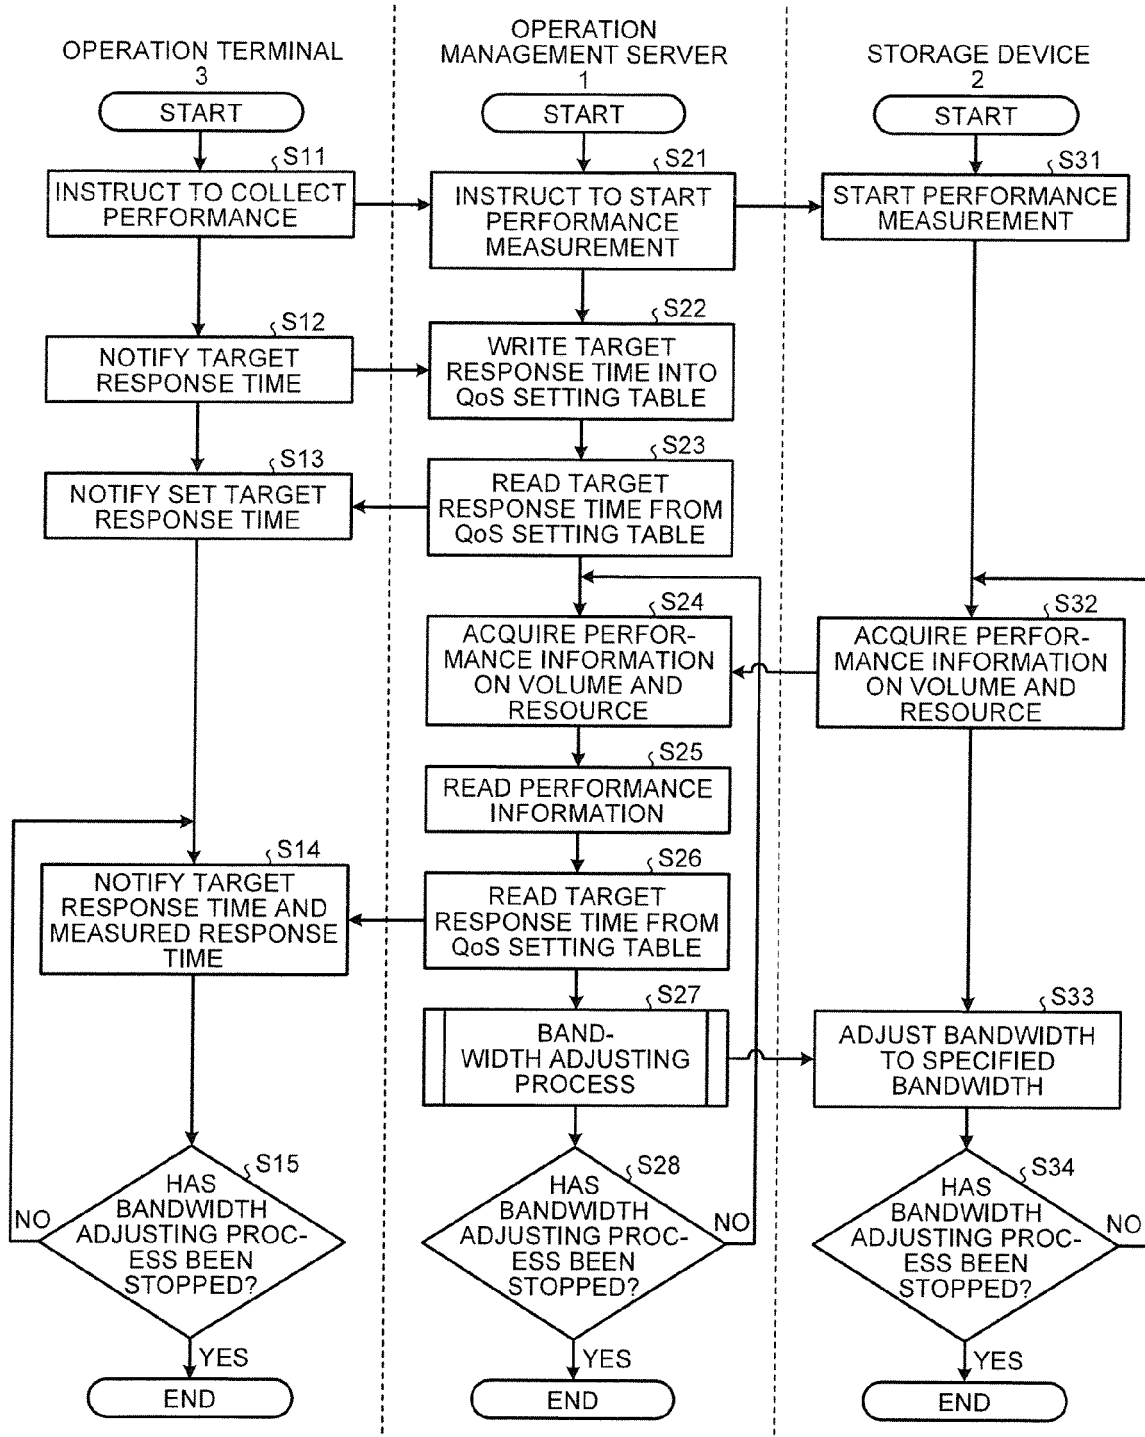 OPERATION TERMINAL
3
START
S11
INSTRUCT TO COLLECT
PERFORMANCE
S12
NOTIFY TARGET
RESPONSE TIME
S13
NOTIFY SET TARGET
RESPONSE TIME
S14
NOTIFY TARGET
RESPONSE TIME AND
MEASURED RESPONSE
TIME
S15
HAS
BANDWIDTH
ADJUSTING PROC-
ESS BEEN
STOPPED?
NO
YES
END
OPERATION
MANAGEMENT SERVER
1
START
S21
INSTRUCT TO START
PERFORMANCE
MEASUREMENT
S22
WRITE TARGET
RESPONSE TIME INTO
QoS SETTING TABLE
S23
READ TARGET
RESPONSE TIME FROM
QoS SETTING TABLE
S24
ACQUIRE PERFOR-
MANCE INFORMATION
ON VOLUME AND
RESOURCE
S25
READ PERFORMANCE
INFORMATION
S26
READ TARGET
RESPONSE TIME FROM
QoS SETTING TABLE
S27
BAND-
WIDTH ADJUSTING
PROCESS
S28
HAS
BANDWIDTH
ADJUSTING PROC-
ESS BEEN
STOPPED?
NO
YES
END
STORAGE DEVICE
2
START
S31
START PERFORMANCE
MEASUREMENT
S32
ACQUIRE PERFOR-
MANCE INFORMATION
ON VOLUME AND
RESOURCE
S33
ADJUST BANDWIDTH
TO SPECIFIED
BANDWIDTH
S34
HAS
BANDWIDTH
ADJUSTING PROC-
ESS BEEN
STOPPED?
NO
YES
END